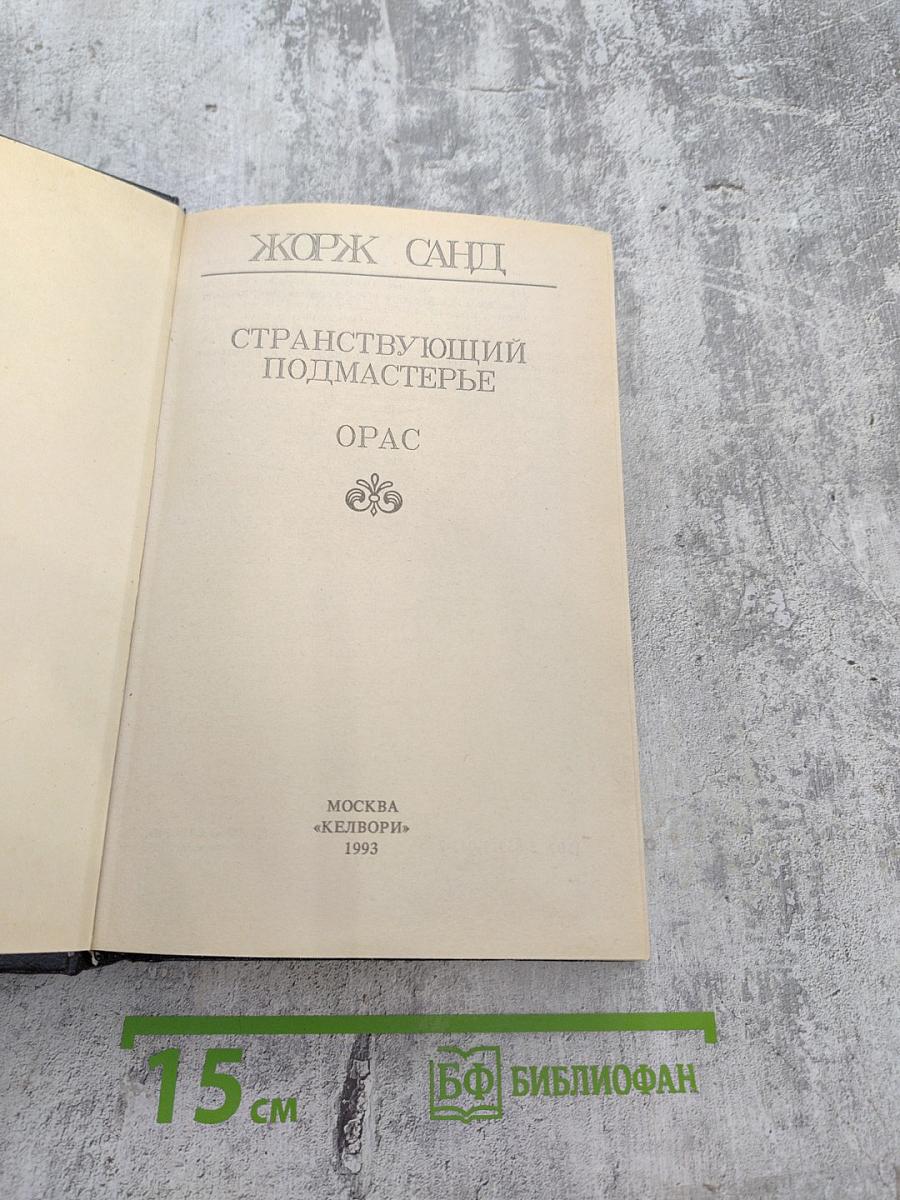 ЖОРЖ САНД
СТРАНСТВУЮЩИЙ
ПОДМАСТЕРЬЕ
ОРАС
МОСКВА
«КЕЛВОРИ»
1993
15 см
БФ БИБЛИОФАН